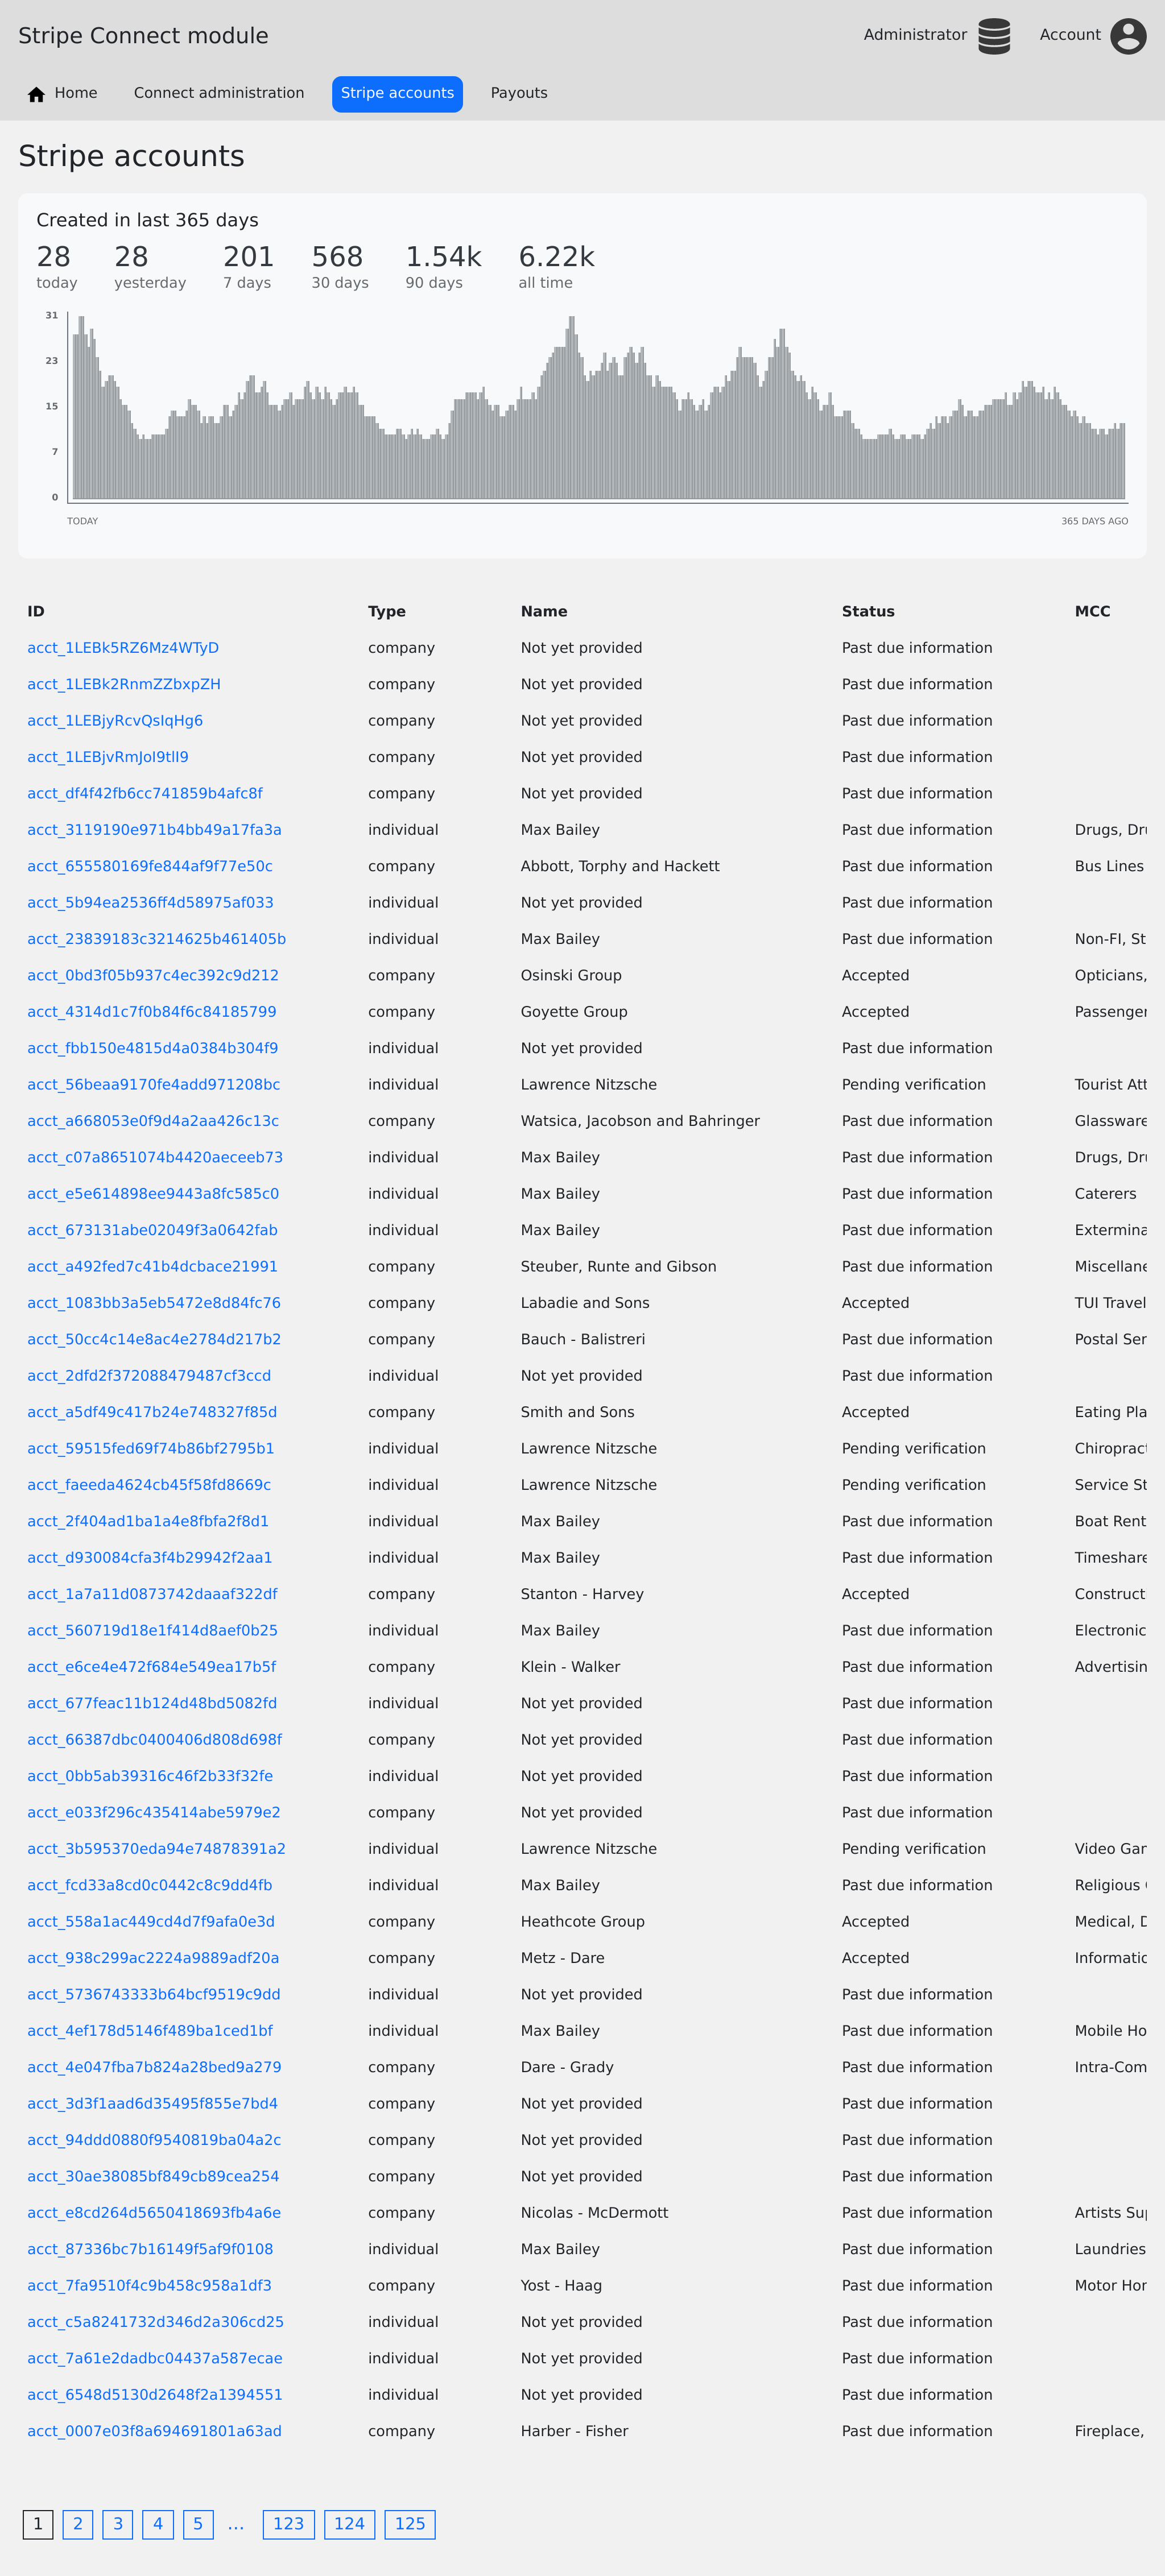 Stripe Connect module
Administrator Account
Home Connect administration Stripe accounts Payouts
Stripe accounts
Created in last 365 days
28 28 201 568 1.54k 6.22k
today yesterday 7 days 30 days 90 days all time
31
23
15
7
0
TODAY 365 DAYS AGO
ID Type Name Status MCC
acct_1LEBk5RZ6Mz4WTyD company Not yet provided Past due information
acct_1LEBk2RnmZZbxpZH company Not yet provided Past due information
acct_1LEBjyRcvQsIqHg6 company Not yet provided Past due information
acct_1LEBjvRmJoI9tlI9 company Not yet provided Past due information
acct_df4f42fb6cc741859b4afc8f company Not yet provided Past due information
acct_3119190e971b4bb49a17fa3a individual Max Bailey Past due information Drugs, Dru
acct_655580169fe844af9f77e50c company Abbott, Torphy and Hackett Past due information Bus Lines
acct_5b94ea2536ff4d58975af033 individual Not yet provided Past due information
acct_23839183c3214625b461405b individual Max Bailey Past due information Non-FI, St
acct_0bd3f05b937c4ec392c9d212 company Osinski Group Accepted Opticians,
acct_4314d1c7f0b84f6c84185799 company Goyette Group Accepted Passenger
acct_fbb150e4815d4a0384b304f9 individual Not yet provided Past due information
acct_56beaa9170fe4add971208bc individual Lawrence Nitzsche Pending verification Tourist Att
acct_a668053e0f9d4a2aa426c13c company Watsica, Jacobson and Bahringer Past due information Glassware
acct_c07a8651074b4420aeceeb73 individual Max Bailey Past due information Drugs, Dru
acct_e5e614898ee9443a8fc585c0 individual Max Bailey Past due information Caterers
acct_673131abe02049f3a0642fab individual Max Bailey Past due information Extermina
acct_a492fed7c41b4dcbace21991 company Steuber, Runte and Gibson Past due information Miscellane
acct_1083bb3a5eb5472e8d84fc76 company Labadie and Sons Accepted TUI Travel
acct_50cc4c14e8ac4e2784d217b2 company Bauch - Balistreri Past due information Postal Ser
acct_2dfd2f372088479487cf3ccd individual Not yet provided Past due information
acct_a5df49c417b24e748327f85d company Smith and Sons Accepted Eating Pla
acct_59515fed69f74b86bf2795b1 individual Lawrence Nitzsche Pending verification Chiropract
acct_faeeda4624cb45f58fd8669c individual Lawrence Nitzsche Pending verification Service St
acct_2f404ad1ba1a4e8fbfa2f8d1 individual Max Bailey Past due information Boat Rent
acct_d930084cfa3f4b29942f2aa1 individual Max Bailey Past due information Timeshare
acct_1a7a11d0873742daaaf322df company Stanton - Harvey Accepted Construct
acct_560719d18e1f414d8aef0b25 individual Max Bailey Past due information Electronic
acct_e6ce4e472f684e549ea17b5f company Klein - Walker Past due information Advertisin
acct_677feac11b124d48bd5082fd individual Not yet provided Past due information
acct_66387dbc0400406d808d698f company Not yet provided Past due information
acct_0bb5ab39316c46f2b33f32fe individual Not yet provided Past due information
acct_e033f296c435414abe5979e2 company Not yet provided Past due information
acct_3b595370eda94e74878391a2 individual Lawrence Nitzsche Pending verification Video Gar
acct_fcd33a8cd0c0442c8c9dd4fb individual Max Bailey Past due information Religious
acct_558a1ac449cd4d7f9afa0e3d company Heathcote Group Accepted Medical, D
acct_938c299ac2224a9889adf20a company Metz - Dare Accepted Informatic
acct_5736743333b64bcf9519c9dd individual Not yet provided Past due information
acct_4ef178d5146f489ba1ced1bf individual Max Bailey Past due information Mobile Ho
acct_4e047fba7b824a28bed9a279 company Dare - Grady Past due information Intra-Com
acct_3d3f1aad6d35495f855e7bd4 company Not yet provided Past due information
acct_94ddd0880f9540819ba04a2c company Not yet provided Past due information
acct_30ae38085bf849cb89cea254 company Not yet provided Past due information
acct_e8cd264d5650418693fb4a6e company Nicolas - McDermott Past due information Artists Sup
acct_87336bc7b16149f5af9f0108 individual Max Bailey Past due information Laundries
acct_7fa9510f4c9b458c958a1df3 company Yost - Haag Past due information Motor Hor
acct_c5a8241732d346d2a306cd25 individual Not yet provided Past due information
acct_7a61e2dadbc04437a587ecae individual Not yet provided Past due information
acct_6548d5130d2648f2a1394551 individual Not yet provided Past due information
acct_0007e03f8a694691801a63ad company Harber - Fisher Past due information Fireplace,
1 2 3 4 5 … 123 124 125